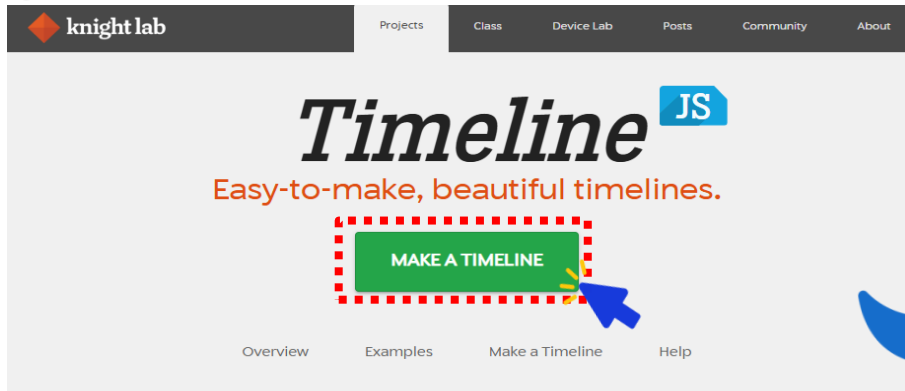 knight lab
Projects Class Device Lab Posts Community About
Timeline JS
Easy-to-make, beautiful timelines.
MAKE A TIMELINE
Overview Examples Make a Timeline Help